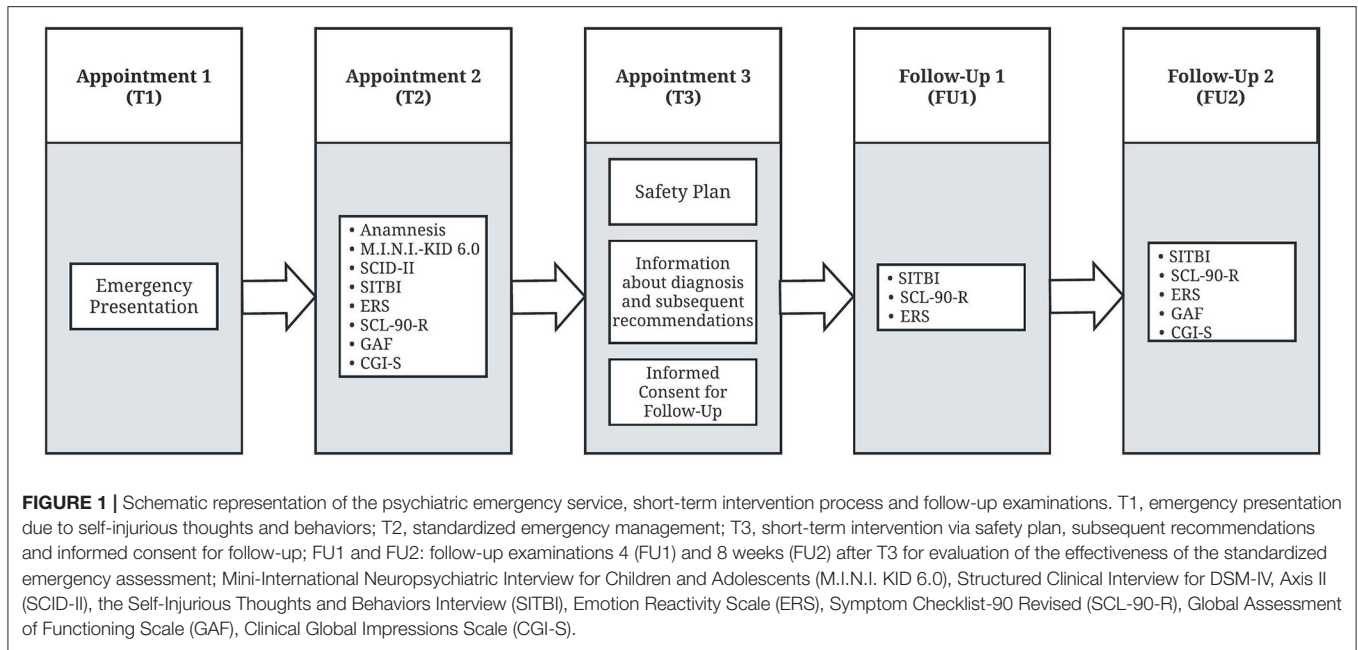 Appointment 1
(T1)
Emergency
Presentation
Appointment 2
(T2)
• Anamnesis
• M.I.N.I.-KID 6.0
• SCID-II
• SITBI
• ERS
• SCL-90-R
• GAF
• CGI-S
Appointment 3
(T3)
Safety Plan
Information
about diagnosis
and subsequent
recommendations
Informed
Consent for
Follow-Up
Follow-Up 1
(FU1)
• SITBI
• SCL-90-R
• ERS
Follow-Up 2
(FU2)
• SITBI
• SCL-90-R
• ERS
• GAF
• CGI-S
FIGURE 1 | Schematic representation of the psychiatric emergency service, short-term intervention process and follow-up examinations. T1, emergency presentation
due to self-injurious thoughts and behaviors; T2, standardized emergency management; T3, short-term intervention via safety plan, subsequent recommendations
and informed consent for follow-up; FU1 and FU2: follow-up examinations 4 (FU1) and 8 weeks (FU2) after T3 for evaluation of the effectiveness of the standardized
emergency assessment; Mini-International Neuropsychiatric Interview for Children and Adolescents (M.I.N.I. KID 6.0), Structured Clinical Interview for DSM-IV, Axis II
(SCID-II), the Self-Injurious Thoughts and Behaviors Interview (SITBI), Emotion Reactivity Scale (ERS), Symptom Checklist-90 Revised (SCL-90-R), Global Assessment
of Functioning Scale (GAF), Clinical Global Impressions Scale (CGI-S).